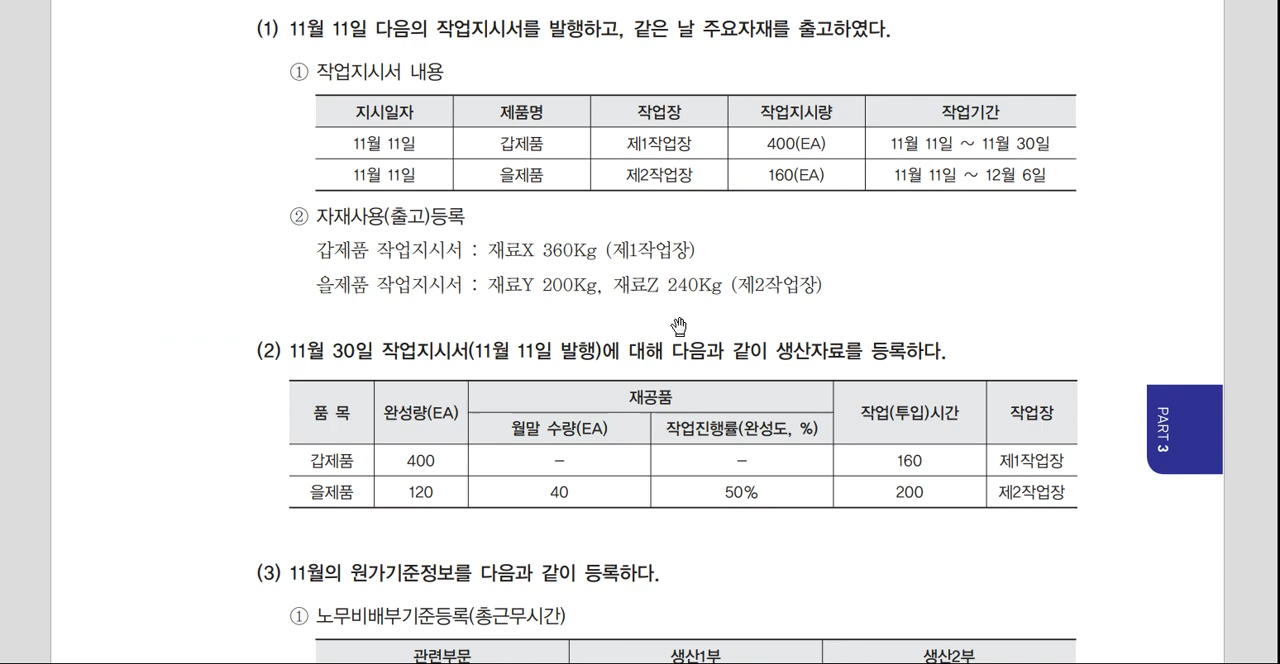 (1) 11월 11일 다음의 작업지시서를 발행하고, 같은 날 주요자재를 출고하였다.
① 작업지시서 내용
지시일자 제품명 작업장 작업지시량 작업기간
11월 11일 갑제품 제1작업장 400(EA) 11월 11일 ~ 11월 30일
11월 11일 을제품 제2작업장 160(EA) 11월 11일 ~ 12월 6일
② 자재사용(출고)등록
갑제품 작업지시서 : 재료X 360Kg (제1작업장)
을제품 작업지시서 : 재료Y 200Kg, 재료Z 240Kg (제2작업장)
(2) 11월 30일 작업지시서(11월 11일 발행)에 대해 다음과 같이 생산자료를 등록하다.
품 목 완성량(EA) 재공품 작업(투입)시간 작업장
월말 수량(EA) 작업진행률(완성도, %)
갑제품 400 – – 160 제1작업장
을제품 120 40 50% 200 제2작업장
PART 3
(3) 11월의 원가기준정보를 다음과 같이 등록하다.
① 노무비배부기준등록(총근무시간)
관련부문 생산1부 생산2부